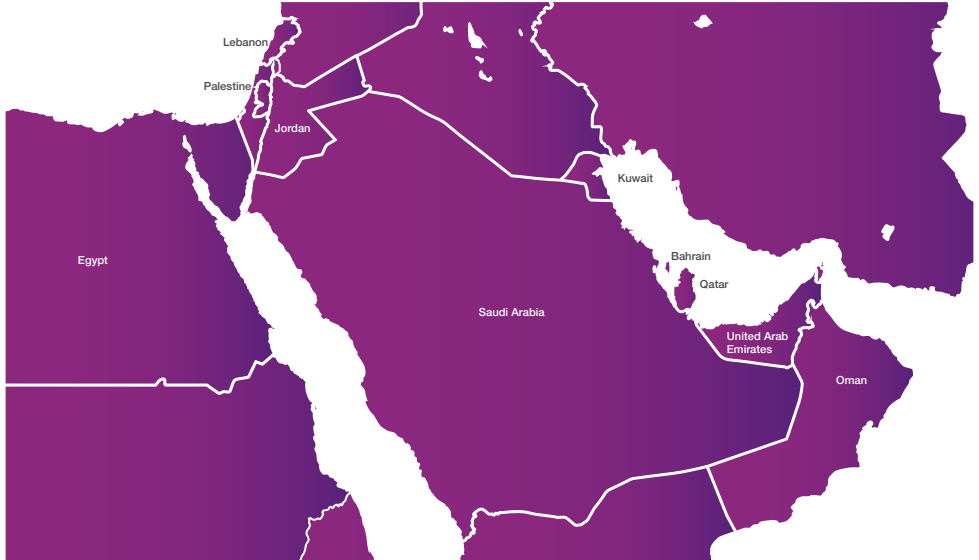 Lebanon
Palestine
Jordan
Kuwait
Egypt
Bahrain
Qatar
Saudi Arabia
United Arab
Emirates
Oman